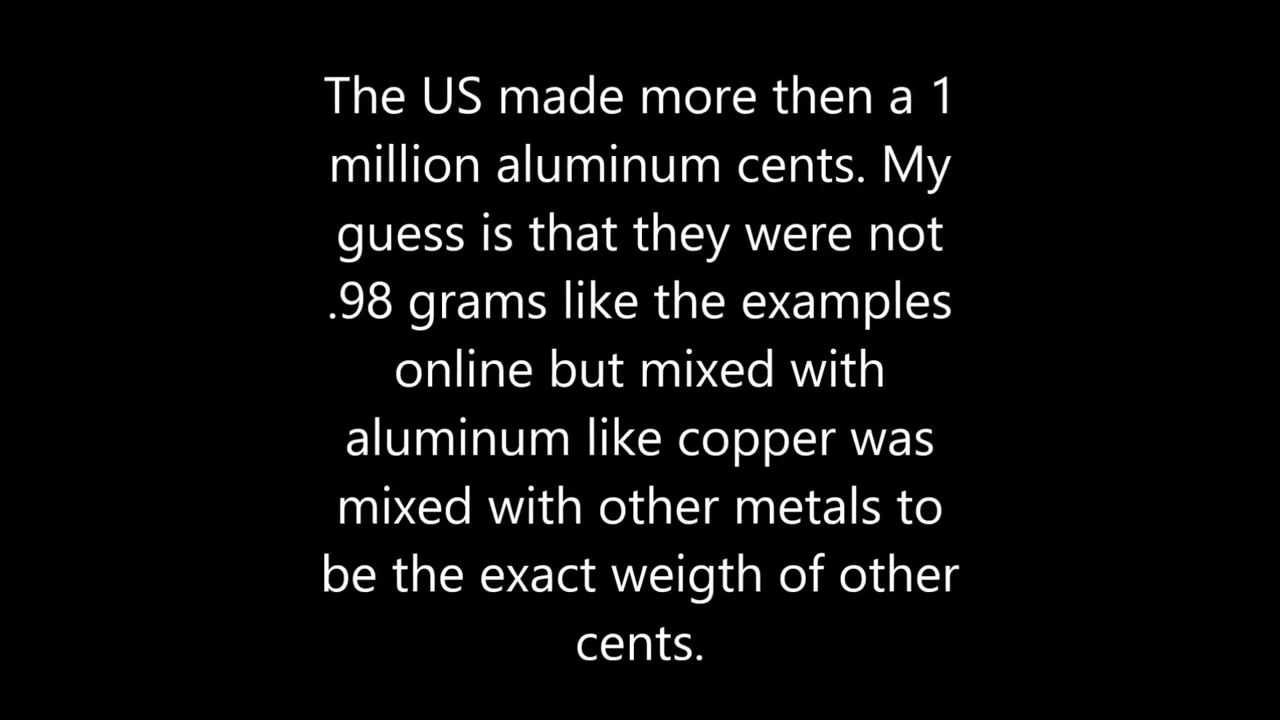 The US made more then a 1
million aluminum cents. My
guess is that they were not
.98 grams like the examples
online but mixed with
aluminum like copper was
mixed with other metals to
be the exact weigth of other
cents.